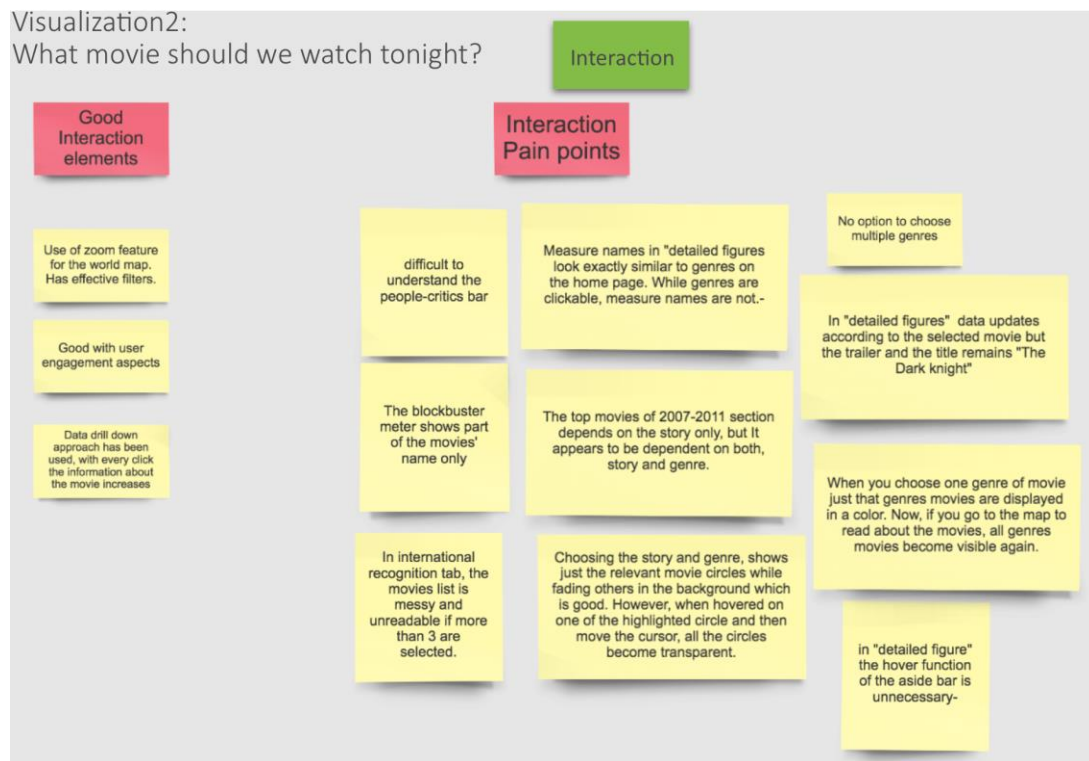 Visualization2:
What movie should we watch tonight?
Interaction
Good
Interaction
elements
Use of zoom feature
for the world map.
Has effective filters.
Good with user
engagement aspects
Data drill down
approach has been
used, with every click
the information about
the movie increases
Interaction
Pain points
difficult to
understand the
people-critics bar
The blockbuster
meter shows part
of the movies'
name only
In international
recognition tab, the
movies list is
messy and
unreadable if more
than 3 are
selected.
Measure names in "detailed figures
look exactly similar to genres on
the home page. While genres are
clickable, measure names are not.-
The top movies of 2007-2011 section
depends on the story only, but It
appears to be dependent on both,
story and genre.
Choosing the story and genre, shows
just the relevant movie circles while
fading others in the background which
is good. However, when hovered on
one of the highlighted circle and then
move the cursor, all the circles
become transparent.
No option to choose
multiple genres
In "detailed figures" data updates
according to the selected movie but
the trailer and the title remains "The
Dark knight"
When you choose one genre of movie
just that genres movies are displayed
in a color. Now, if you go to the map to
read about the movies, all genres
movies become visible again.
in "detailed figure"
the hover function
of the aside bar is
unnecessary-